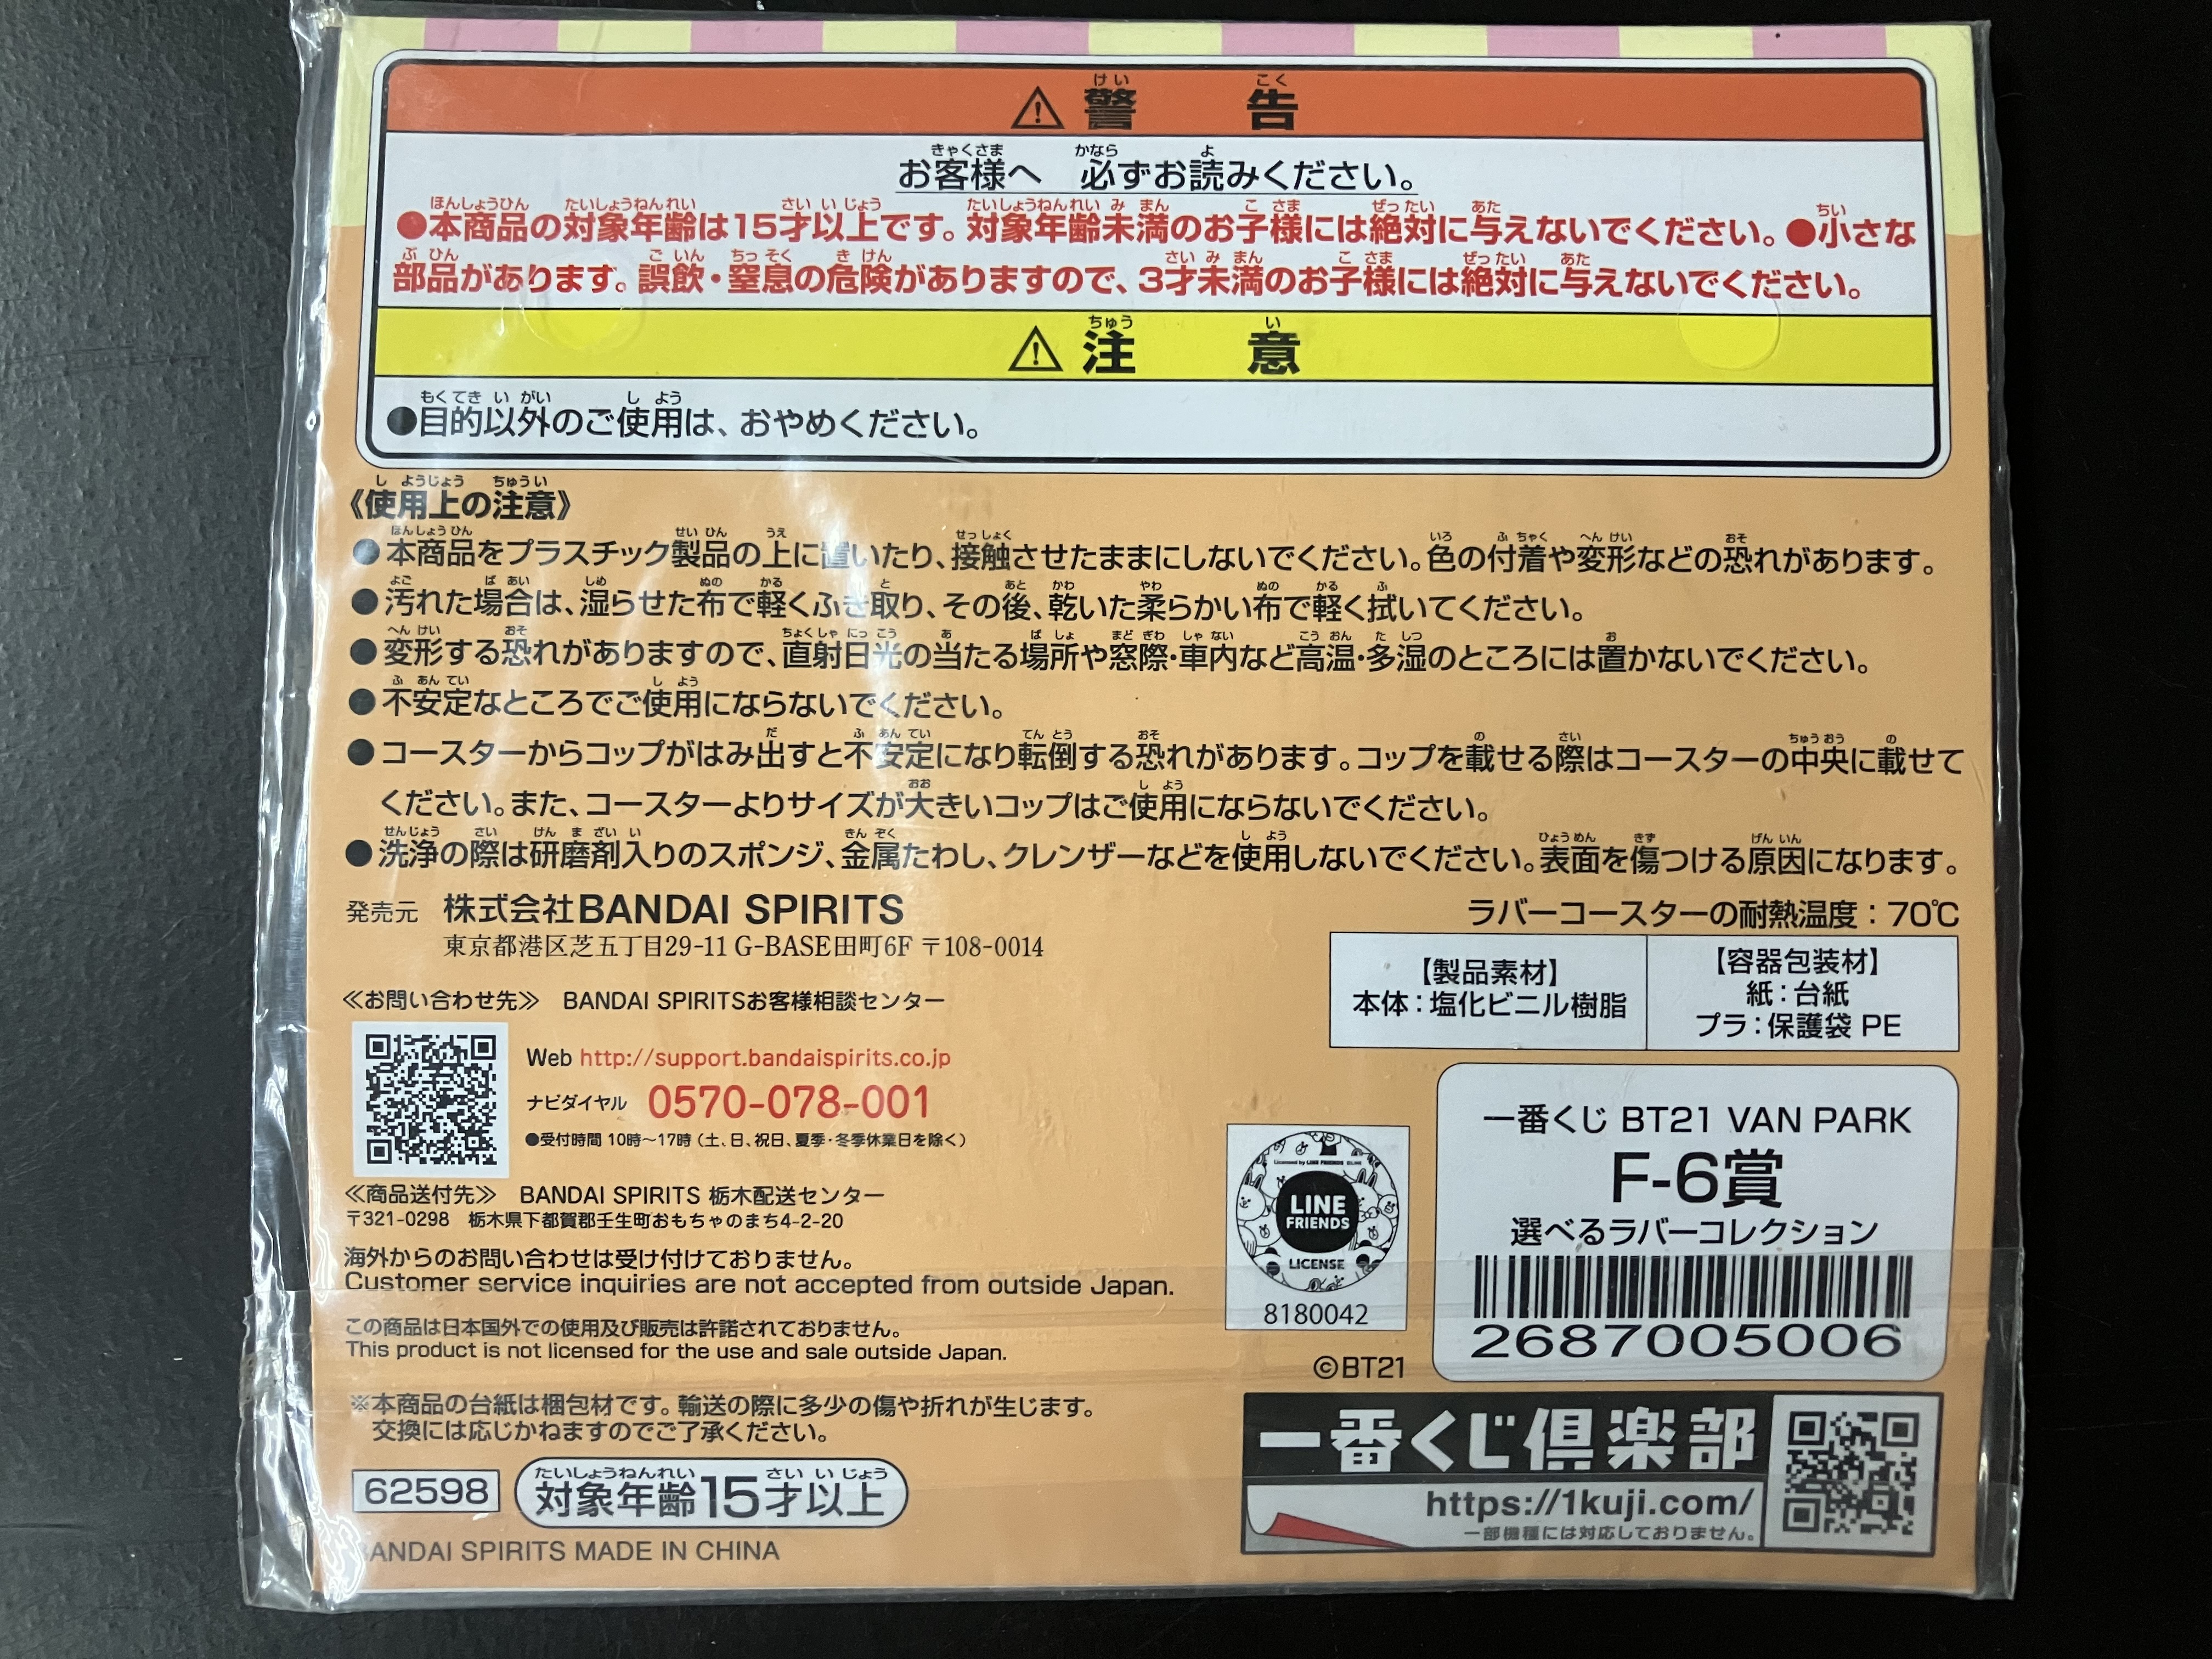 ⚠ 警告
お客様へ 必ずお読みください。
●本商品の対象年齢は15才以上です。対象年齢未満のお子様には絶対に与えないでください。●小さな
部品があります。誤飲・窒息の危険がありますので、3才未満のお子様には絶対に与えないでください。
⚠ 注意
●目的以外のご使用は、おやめください。
《使用上の注意》
●本商品をプラスチック製品の上に置いたり、接触させたままにしないでください。色の付着や変形などの恐れがあります。
●汚れた場合は、湿らせた布で軽くふき取り、その後、乾いた柔らかい布で軽く拭いてください。
●変形する恐れがありますので、直射日光の当たる場所や窓際・車内など高温・多湿のところには置かないでください。
●不安定なところでご使用にならないでください。
●コースターからコップがはみ出すと不安定になり転倒する恐れがあります。コップを載せる際はコースターの中央に載せて
ください。また、コースターよりサイズが大きいコップはご使用にならないでください。
●洗浄の際は研磨剤入りのスポンジ、金属たわし、クレンザーなどを使用しないでください。表面を傷つける原因になります。
発売元 株式会社BANDAI SPIRITS
東京都港区芝五丁目29-11 G-BASE田町6F 〒108-0014
ラバーコースターの耐熱温度：70℃
【製品素材】
本体：塩化ビニル樹脂
【容器包装材】
紙：台紙
プラ：保護袋 PE
≪お問い合わせ先≫ BANDAI SPIRITSお客様相談センター
Web http://support.bandaispirits.co.jp
ナビダイヤル 0570-078-001
●受付時間 10時～17時（土、日、祝日、夏季・冬季休業日を除く）
≪商品送付先≫ BANDAI SPIRITS 栃木配送センター
〒321-0298 栃木県下都賀郡壬生町おもちゃのまち4-2-20
海外からのお問い合わせは受け付けておりません。
Customer service inquiries are not accepted from outside Japan.
この商品は日本国外での使用及び販売は許諾されておりません。
This product is not licensed for the use and sale outside Japan.
※本商品の台紙は梱包材です。輸送の際に多少の傷や折れが生じます。
交換には応じかねますのでご了承ください。
62598
対象年齢15才以上
BANDAI SPIRITS MADE IN CHINA
Licensed by LINE FRIENDS
LINE
FRIENDS
LICENSE
8180042
©BT21
一番くじ BT21 VAN PARK
F-6賞
選べるラバーコレクション
2687005006
一番くじ倶楽部
https://1kuji.com/
一部機種には対応しておりません。